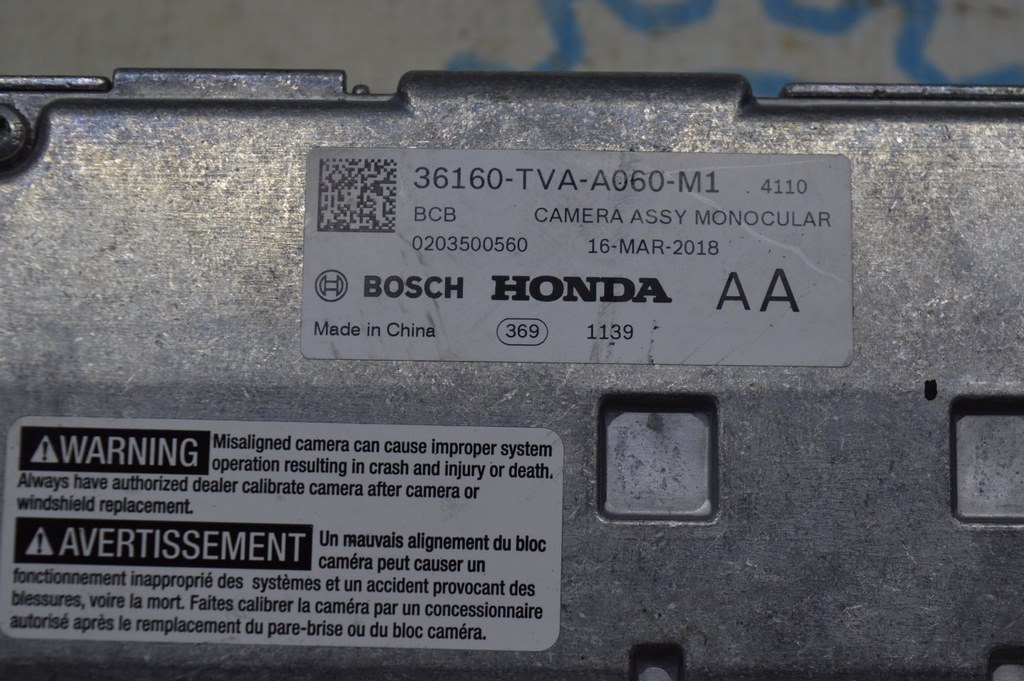 36160-TVA-A060-M1 4110
BCB CAMERA ASSY MONOCULAR
0203500560 16-MAR-2018
BOSCH HONDA AA
Made in China 369 1139
WARNING Misaligned camera can cause improper system
operation resulting in crash and injury or death.
Always have authorized dealer calibrate camera after camera or
windshield replacement.
AVERTISSEMENT Un mauvais alignement du bloc
caméra peut causer un
fonctionnement inapproprié des systèmes et un accident provocant des
blessures, voire la mort. Faites calibrer la caméra par un concessionnaire
autorisé après le remplacement du pare-brise ou du bloc caméra.